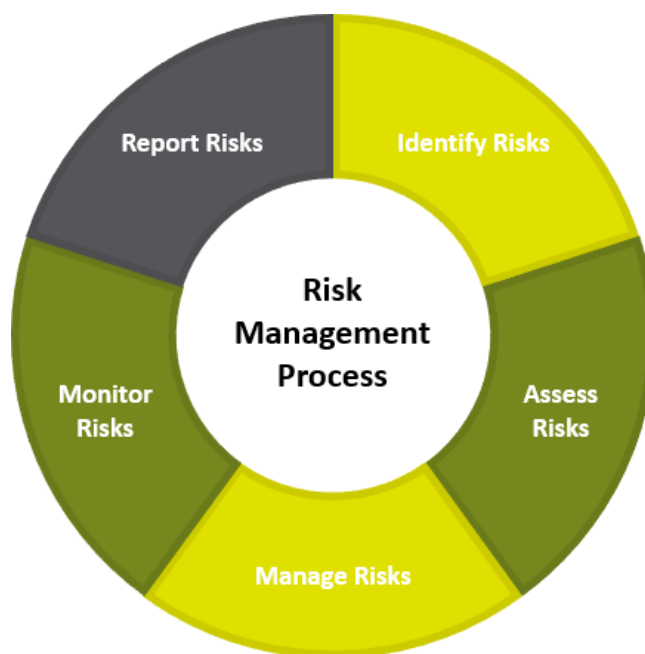 Risk
Management
Process
Identify Risks
Assess
Risks
Manage Risks
Monitor
Risks
Report Risks